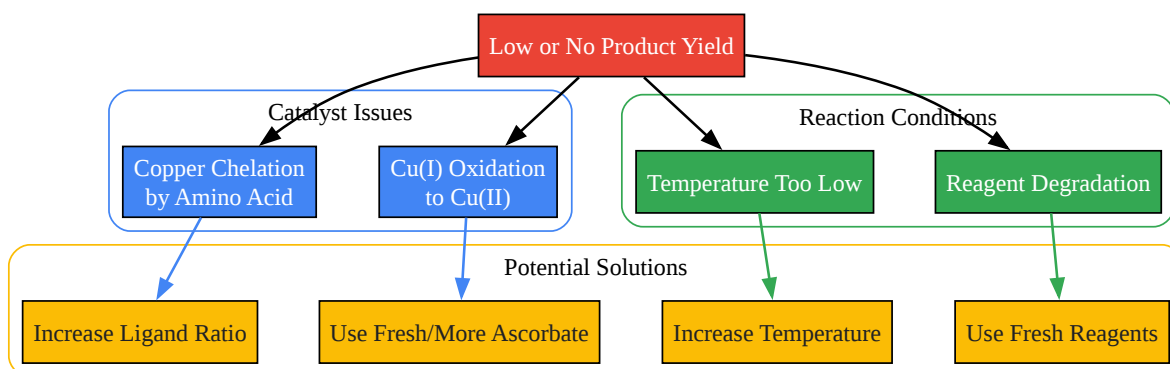 Low or No Product Yield
Catalyst Issues
Reaction Conditions
Copper Chelation
by Amino Acid
Cu(I) Oxidation
to Cu(II)
Temperature Too Low
Reagent Degradation
Potential Solutions
Increase Ligand Ratio
Use Fresh/More Ascorbate
Increase Temperature
Use Fresh Reagents